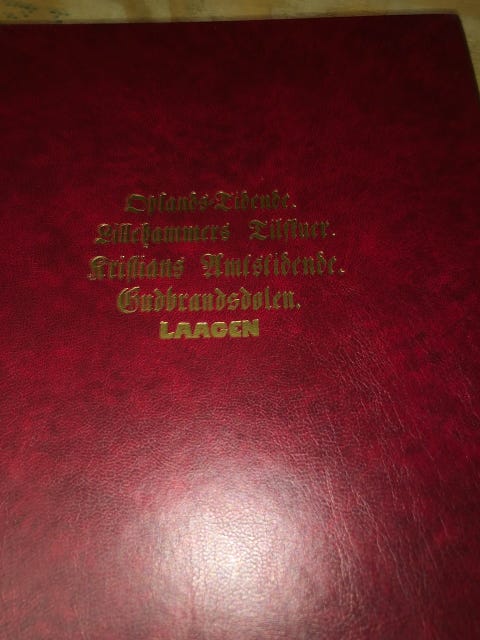 Oplands-Tidende.
Lillehammers Tilskuer.
Kristians Amtstidende.
Gudbrandsdølen.
LAAGEN